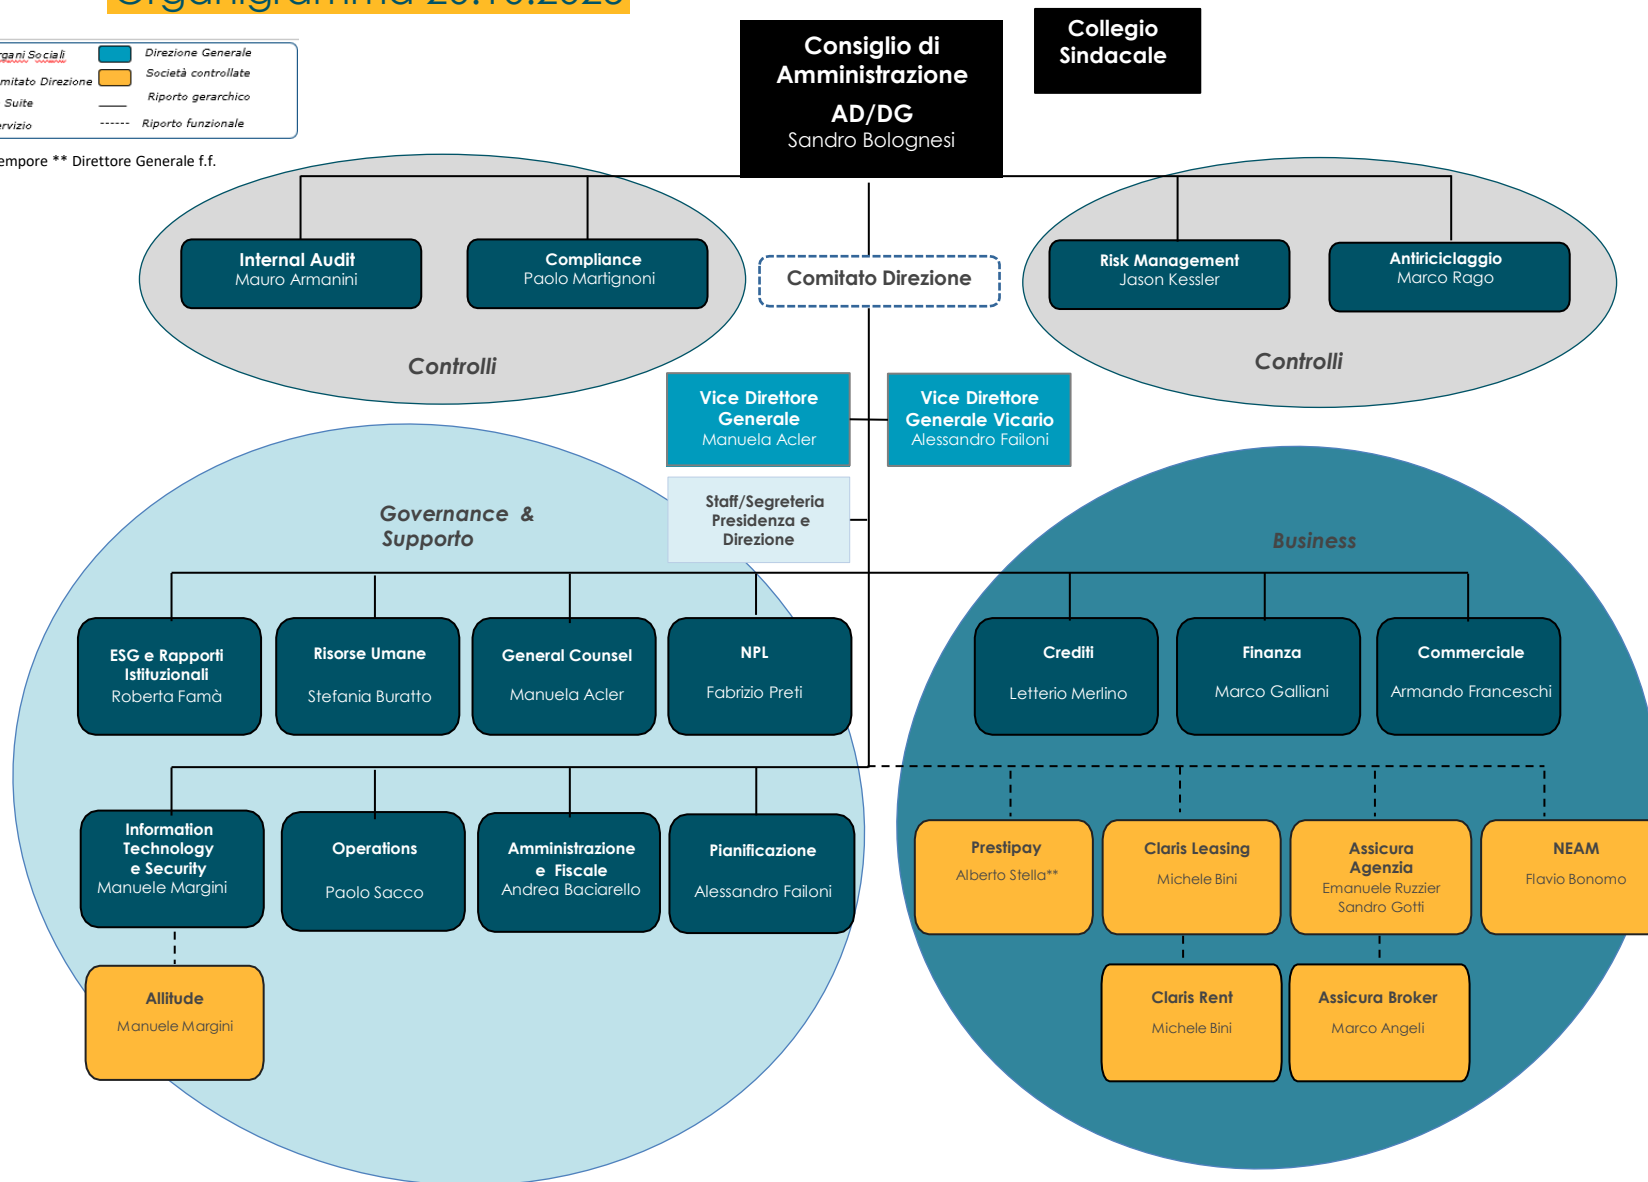 Organigramma
Collegio
Sindacale
Consiglio di
Amministrazione
AD/DG
Sandro Bolognesi
Sociali
Direzione Generale
Direzione
Società controllate
Suite
Riporto gerarchico
Riporto funzionale
** Direttore Generale f.f.
Internal Audit
Mauro Armanini
Compliance
Paolo Martignoni
Controlli
Comitato Direzione
Risk Management
Jason Kessler
Antiriciclaggio
Marco Rago
Controlli
Vice Direttore
Generale
Manuela Acler
Vice Direttore
Generale Vicario
Alessandro Failoni
Staff/Segreteria
Presidenza e
Direzione
Governance &
Supporto
Business
ESG e Rapporti
Istituzionali
Roberta Famà
Risorse Umane
Stefania Buratto
General Counsel
Manuela Acler
NPL
Fabrizio Preti
Crediti
Letterio Merlino
Finanza
Marco Galliani
Commerciale
Armando Franceschi
Information
Technology
e Security
Manuele Margini
Operations
Paolo Sacco
Amministrazione
e Fiscale
Andrea Baciarello
Pianificazione
Alessandro Failoni
Prestipay
Alberto Stella**
Claris Leasing
Michele Bini
Assicura
Agenzia
Emanuele Ruzzier
Sandro Gotti
NEAM
Flavio Bonomo
Allitude
Manuele Margini
Claris Rent
Michele Bini
Assicura Broker
Marco Angeli